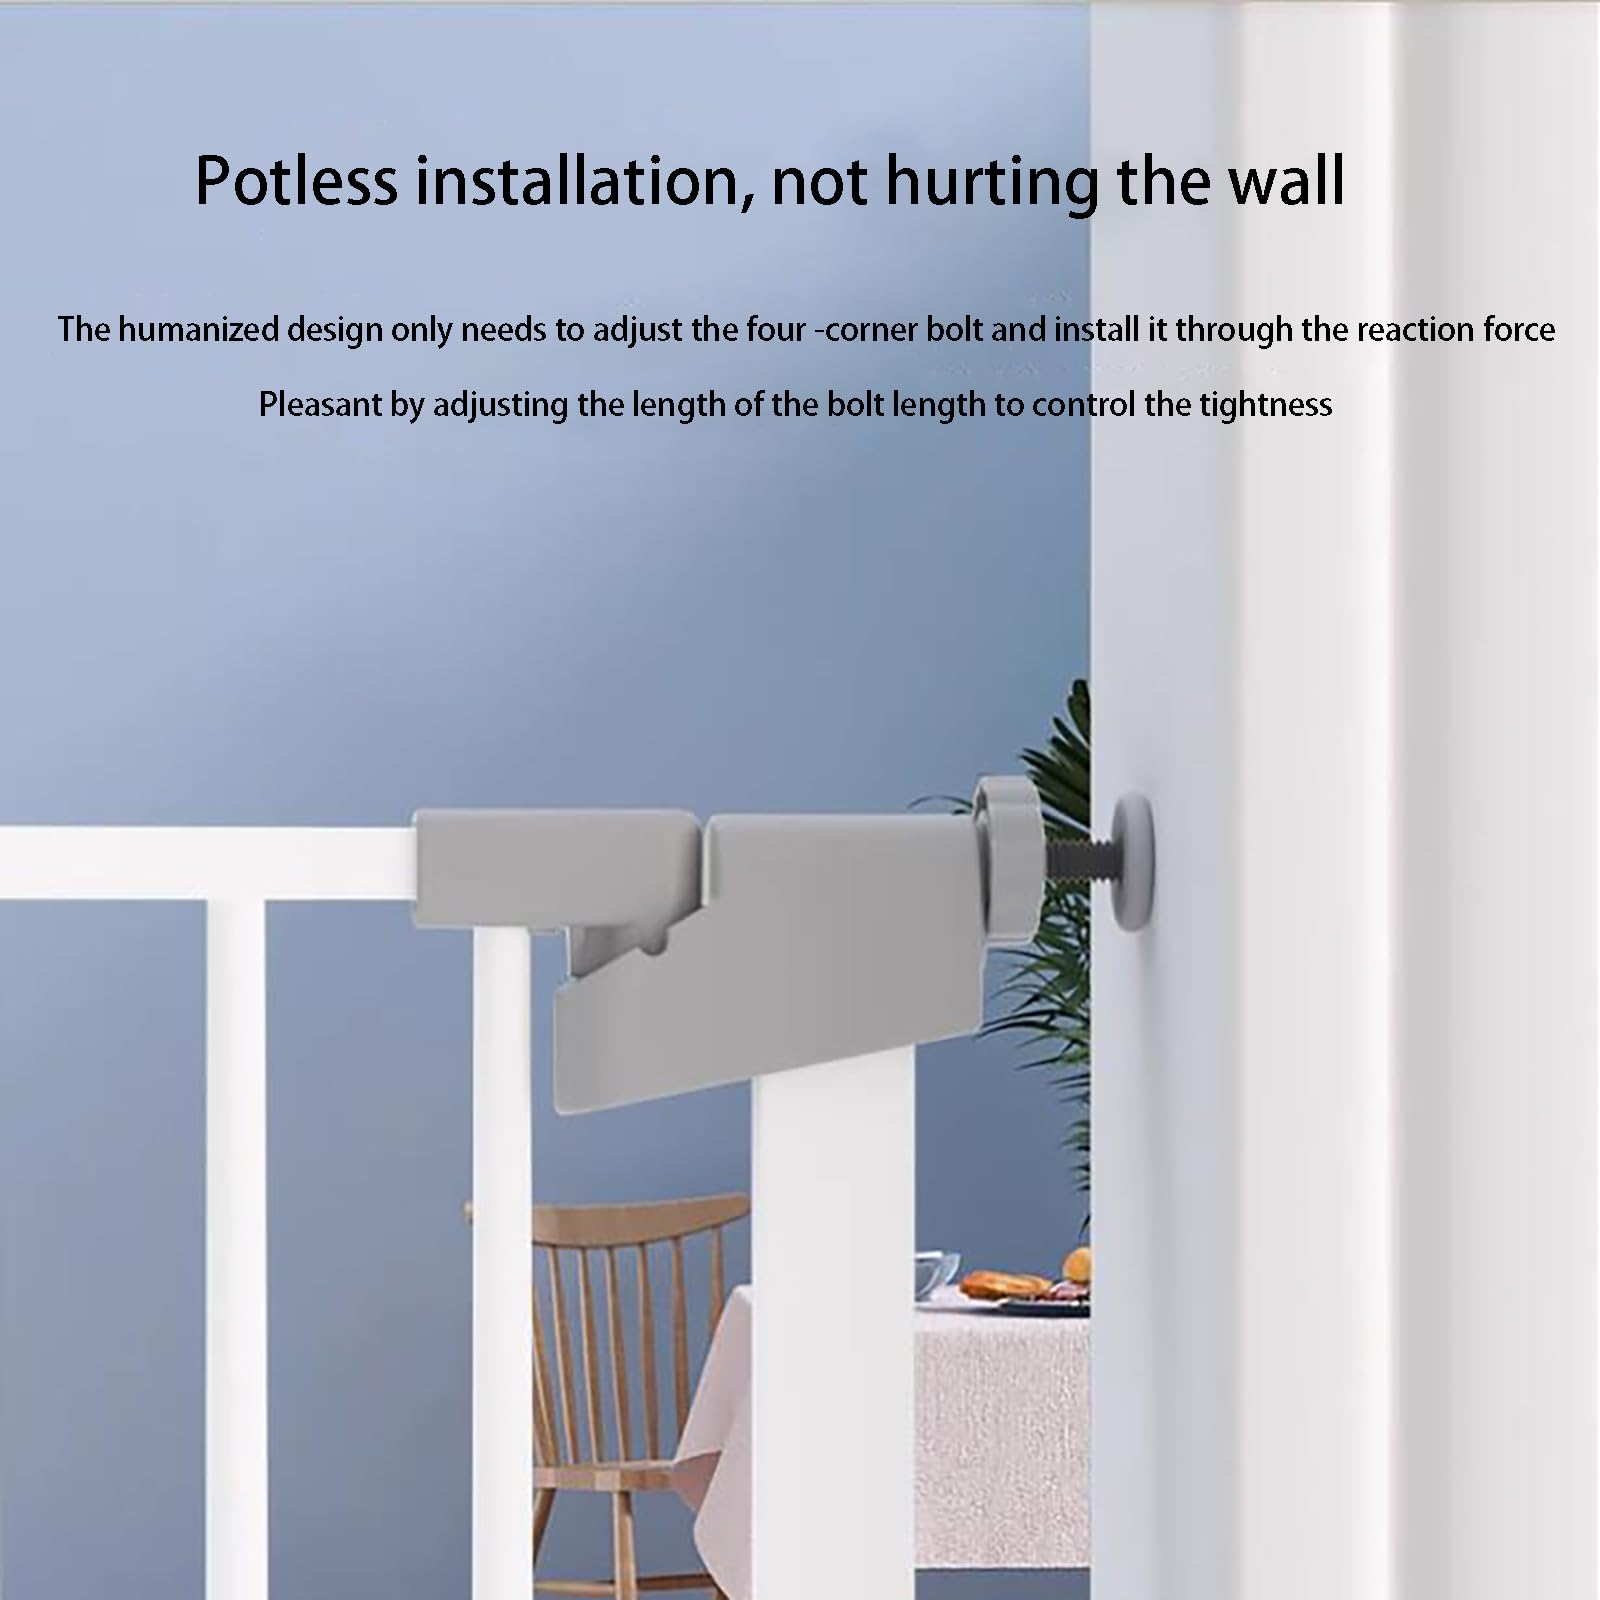 Potless installation, not hurting the wall
The humanized design only needs to adjust the four -corner bolt and install it through the reaction force
Pleasant by adjusting the length of the bolt length to control the tightness